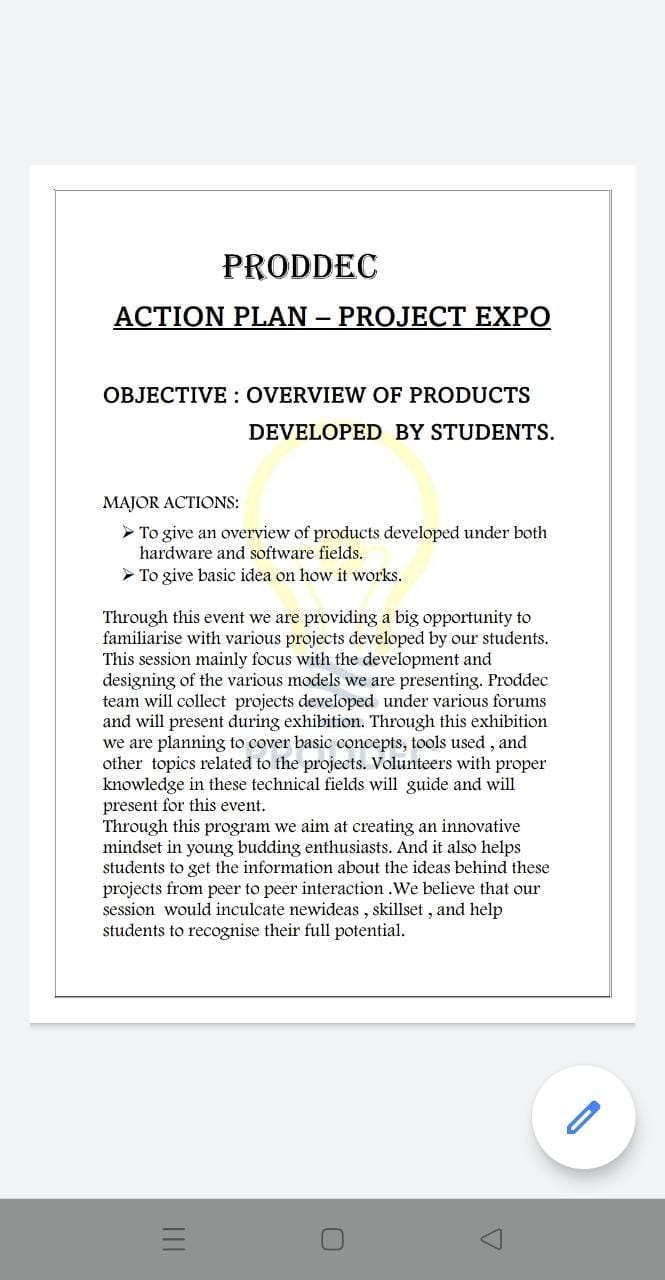 PRODDEC
ACTION PLAN – PROJECT EXPO
OBJECTIVE : OVERVIEW OF PRODUCTS
DEVELOPED BY STUDENTS.
MAJOR ACTIONS:
➢ To give an overview of products developed under both
hardware and software fields.
➢ To give basic idea on how it works.
Through this event we are providing a big opportunity to
familiarise with various projects developed by our students.
This session mainly focus with the development and
designing of the various models we are presenting. Proddec
team will collect projects developed under various forums
and will present during exhibition. Through this exhibition
we are planning to cover basic concepts, tools used , and
other topics related to the projects. Volunteers with proper
knowledge in these technical fields will guide and will
present for this event.
Through this program we aim at creating an innovative
mindset in young budding enthusiasts. And it also helps
students to get the information about the ideas behind these
projects from peer to peer interaction .We believe that our
session would inculcate newideas , skillset , and help
students to recognise their full potential.
PRODDEC